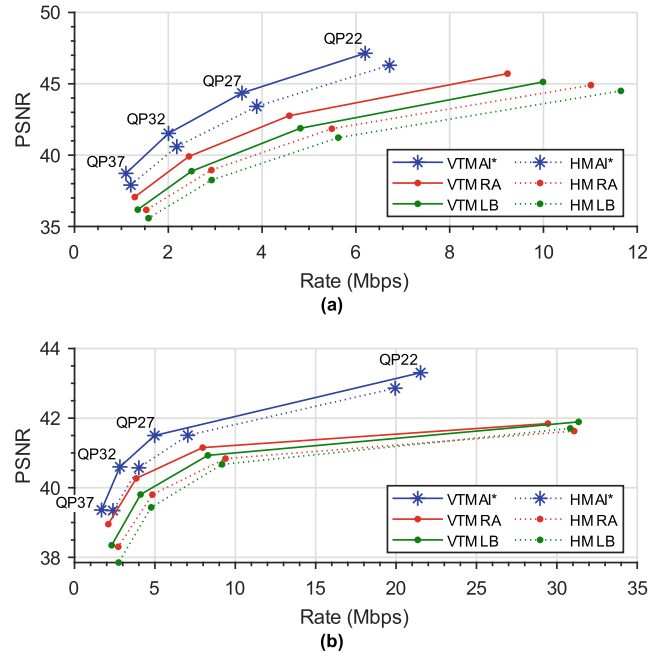 50
45
40
35
PSNR
QP22
QP27
QP32
QP37
VTM AI*
HM AI*
VTM RA
HM RA
VTM LB
HM LB
0 2 4 6 8 10 12
Rate (Mbps)
(a)
44
42
40
38
PSNR
QP22
QP27
QP32
QP37
VTM AI*
HM AI*
VTM RA
HM RA
VTM LB
HM LB
0 5 10 15 20 25 30 35
Rate (Mbps)
(b)